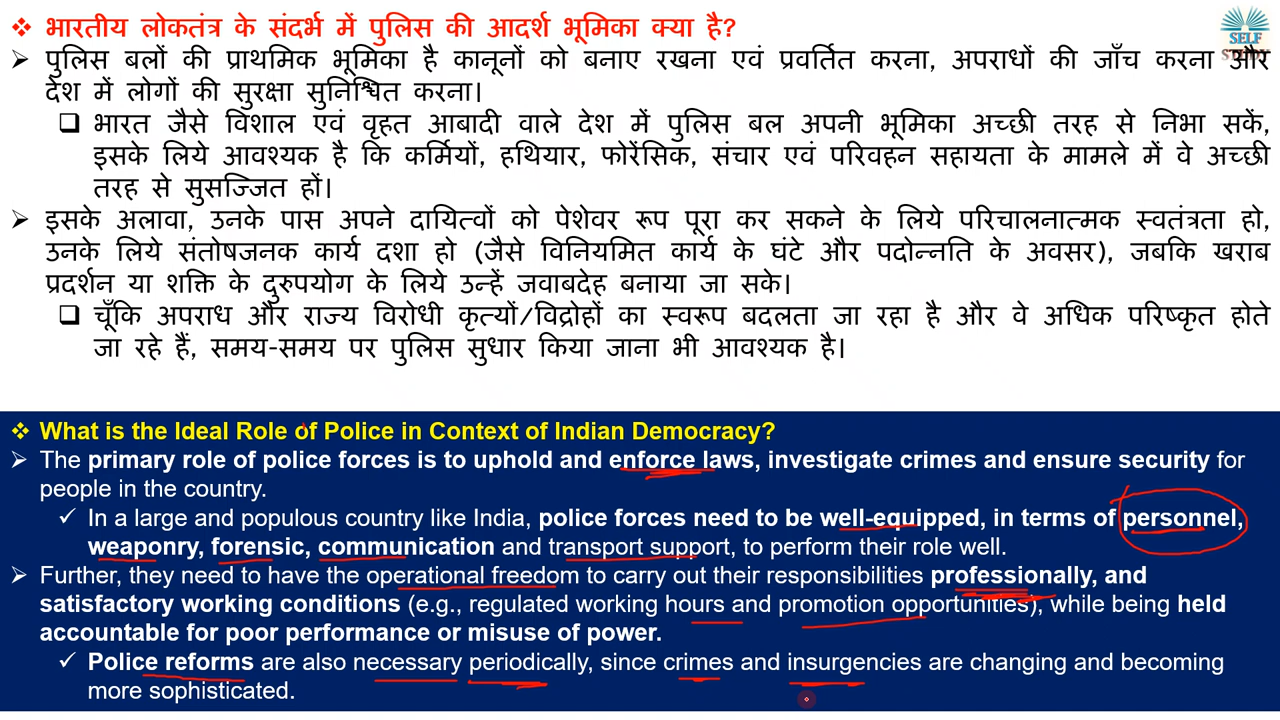 ❖ भारतीय लोकतंत्र के संदर्भ में पुलिस की आदर्श भूमिका क्या है?
SELF
STUDY
➢ पुलिस बलों की प्राथमिक भूमिका है कानूनों को बनाए रखना एवं प्रवर्तित करना, अपराधों की जाँच करना और
देश में लोगों की सुरक्षा सुनिश्चित करना।
❑ भारत जैसे विशाल एवं वृहत आबादी वाले देश में पुलिस बल अपनी भूमिका अच्छी तरह से निभा सकें,
इसके लिये आवश्यक है कि कर्मियों, हथियार, फोरेंसिक, संचार एवं परिवहन सहायता के मामले में वे अच्छी
तरह से सुसज्जित हों।
➢ इसके अलावा, उनके पास अपने दायित्वों को पेशेवर रूप पूरा कर सकने के लिये परिचालनात्मक स्वतंत्रता हो,
उनके लिये संतोषजनक कार्य दशा हो (जैसे विनियमित कार्य के घंटे और पदोन्नति के अवसर), जबकि खराब
प्रदर्शन या शक्ति के दुरुपयोग के लिये उन्हें जवाबदेह बनाया जा सके।
❑ चूँकि अपराध और राज्य विरोधी कृत्यों/विद्रोहों का स्वरूप बदलता जा रहा है और वे अधिक परिष्कृत होते
जा रहे हैं, समय-समय पर पुलिस सुधार किया जाना भी आवश्यक है।
❖ What is the Ideal Role of Police in Context of Indian Democracy?
➢ The primary role of police forces is to uphold and enforce laws, investigate crimes and ensure security for
people in the country.
✓ In a large and populous country like India, police forces need to be well-equipped, in terms of personnel,
weaponry, forensic, communication and transport support, to perform their role well.
➢ Further, they need to have the operational freedom to carry out their responsibilities professionally, and
satisfactory working conditions (e.g., regulated working hours and promotion opportunities), while being held
accountable for poor performance or misuse of power.
✓ Police reforms are also necessary periodically, since crimes and insurgencies are changing and becoming
more sophisticated.